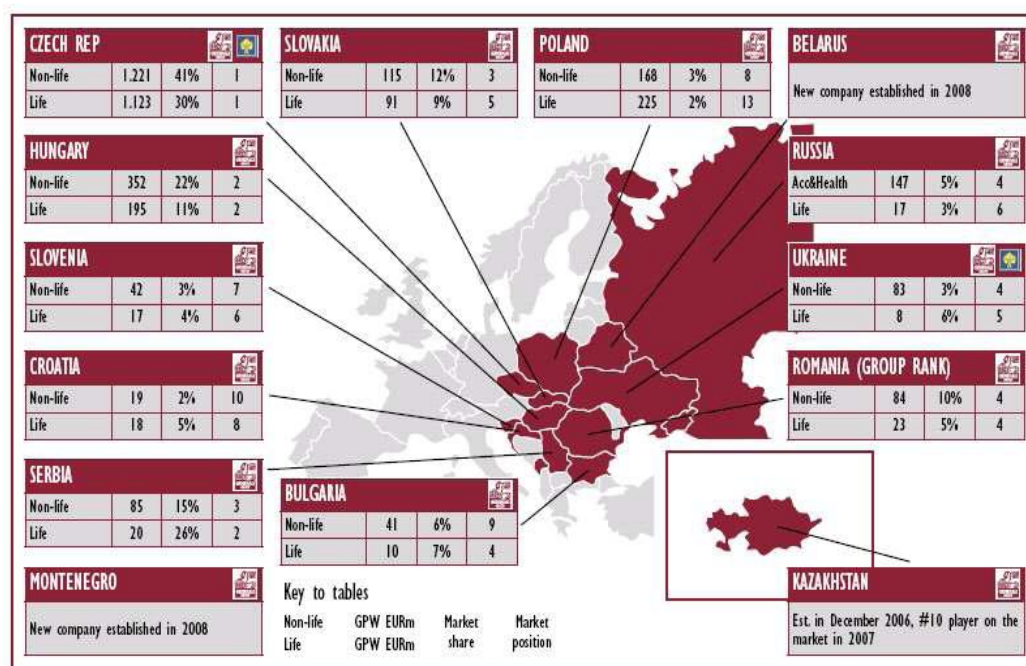 CZECH REP
Non-life 1.221 41% 1
Life 1.123 30% 1
SLOVAKIA
Non-life 115 12% 3
Life 91 9% 5
POLAND
Non-life 168 3% 8
Life 225 2% 13
BELARUS
New company established in 2008
HUNGARY
Non-life 352 22% 2
Life 195 11% 2
RUSSIA
Acc&Health 147 5% 4
Life 17 3% 6
SLOVENIA
Non-life 42 3% 7
Life 17 4% 6
UKRAINE
Non-life 83 3% 4
Life 8 6% 5
CROATIA
Non-life 19 2% 10
Life 18 5% 8
ROMANIA (GROUP RANK)
Non-life 84 10% 4
Life 23 5% 4
SERBIA
Non-life 85 15% 3
Life 20 26% 2
BULGARIA
Non-life 41 6% 9
Life 10 7% 4
MONTENEGRO
New company established in 2008
KAZAKHSTAN
Est. in December 2006, #10 player on the
market in 2007
Key to tables
Non-life GPW EURm Market Market
Life GPW EURm share position